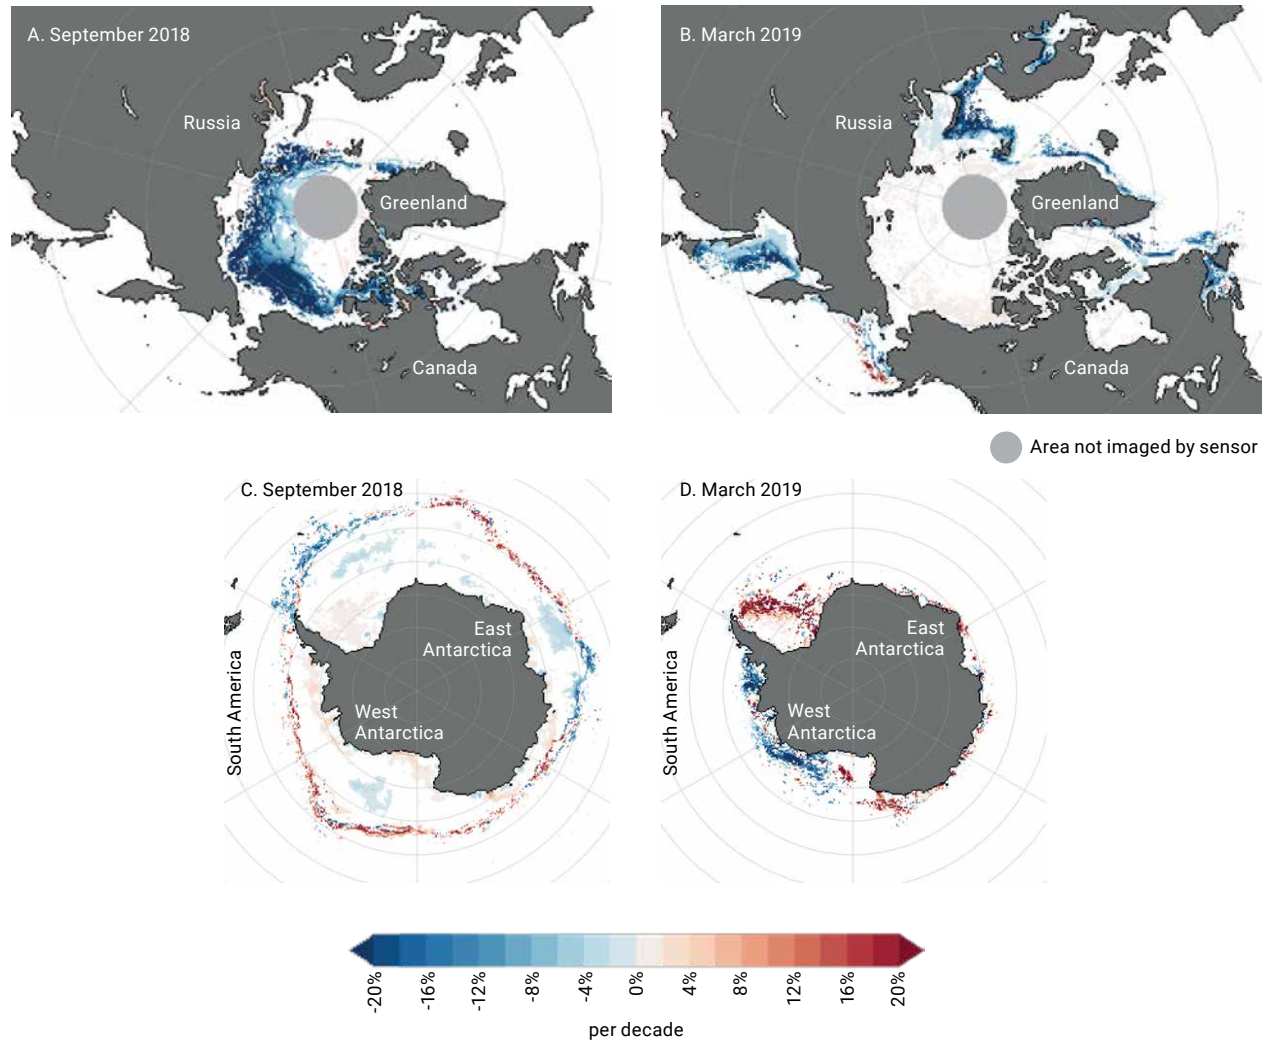 A. September 2018
Russia
Greenland
Canada
B. March 2019
Russia
Greenland
Canada
Area not imaged by sensor
C. September 2018
East
Antarctica
West
Antarctica
South America
D. March 2019
East
Antarctica
West
Antarctica
South America
-20%
-16%
-12%
-8%
-4%
0%
4%
8%
12%
16%
20%
per decade